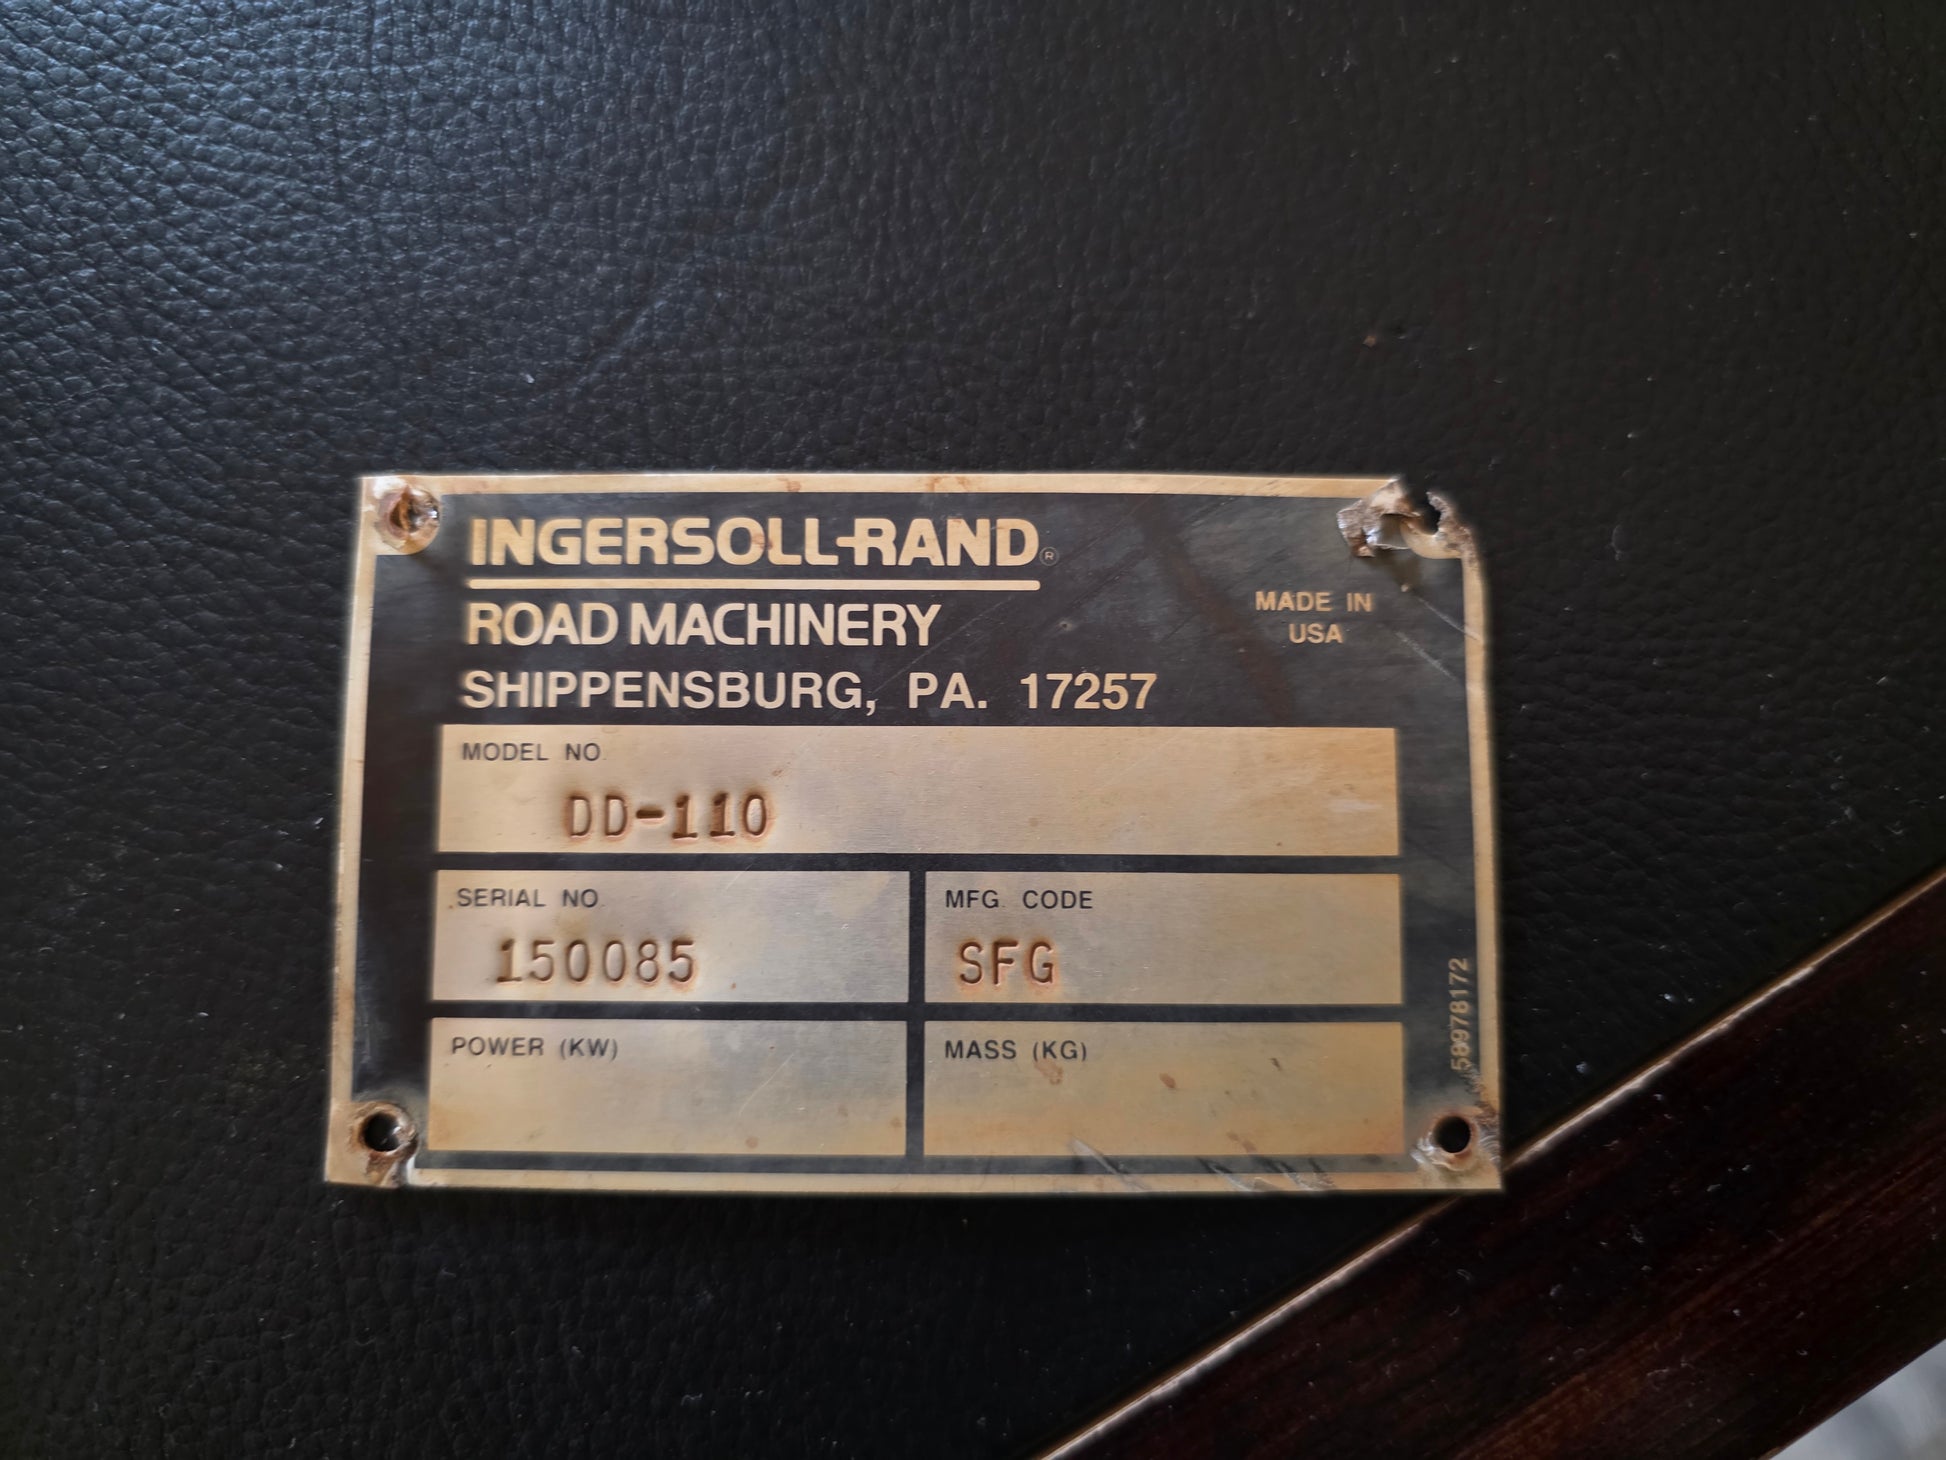 INGERSOLL-RAND®
ROAD MACHINERY
SHIPPENSBURG, PA. 17257
MADE IN
USA
MODEL NO.
DD-110
SERIAL NO.
150085
MFG. CODE
SFG
POWER (KW)
MASS (KG)
58978172